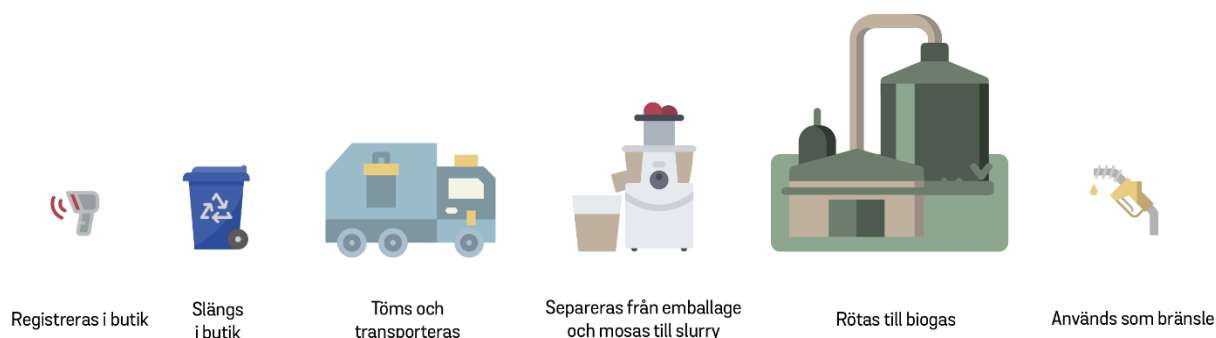 Registreras i butik
Slängs
i butik
Töms och
transporteras
Separeras från emballage
och mosas till slurry
Rötas till biogas
Används som bränsle